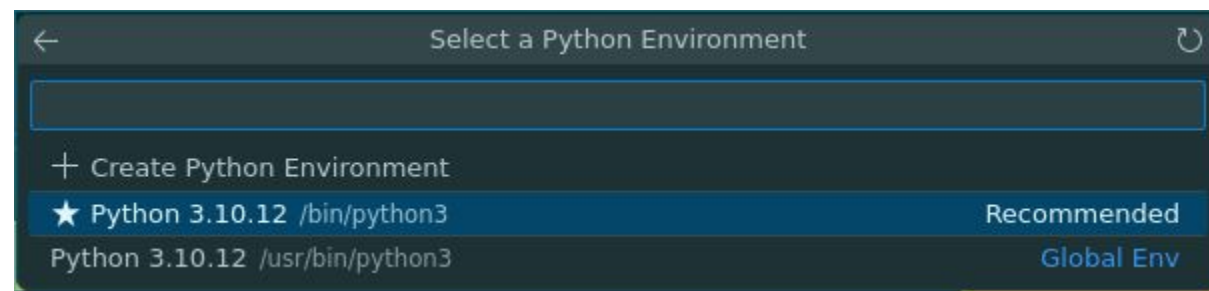 Select a Python Environment
Create Python Environment
Python 3.10.12 /bin/python3 Recommended
Python 3.10.12 /usr/bin/python3 Global Env